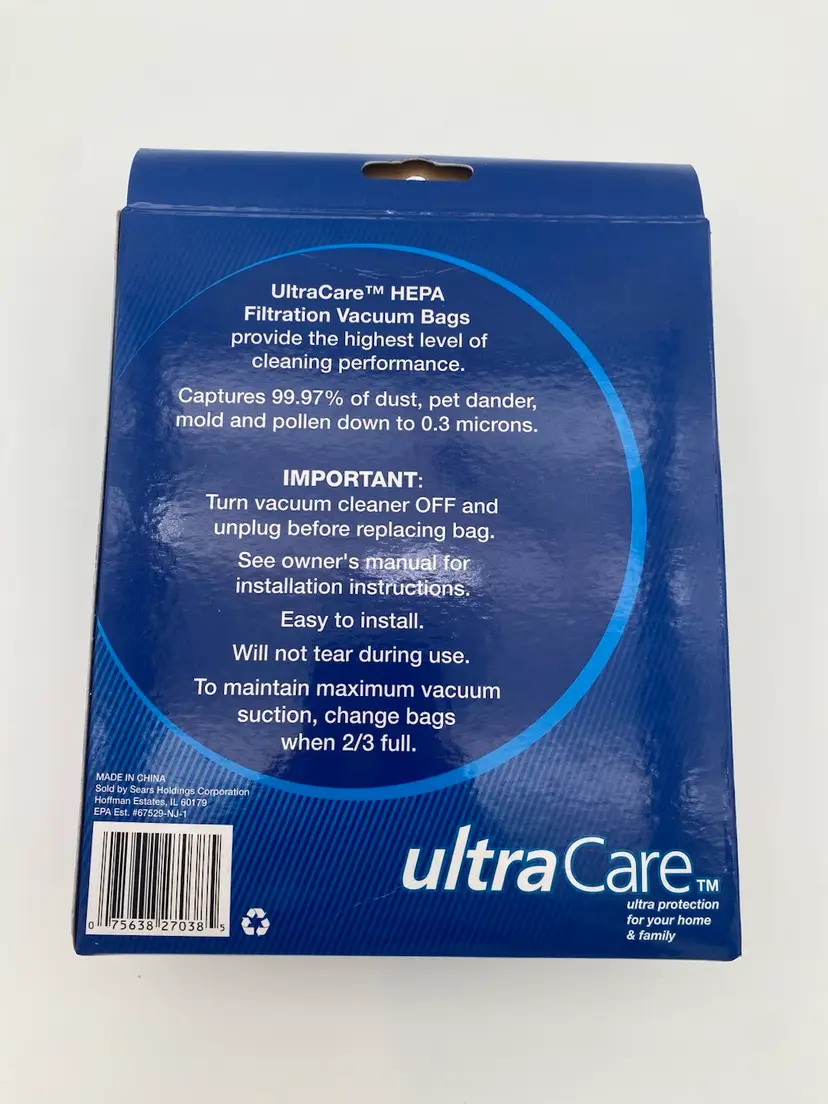 UltraCare™ HEPA
Filtration Vacuum Bags
provide the highest level of
cleaning performance.
Captures 99.97% of dust, pet dander,
mold and pollen down to 0.3 microns.
IMPORTANT:
Turn vacuum cleaner OFF and
unplug before replacing bag.
See owner's manual for
installation instructions.
Easy to install.
Will not tear during use.
To maintain maximum vacuum
suction, change bags
when 2/3 full.
MADE IN CHINA
Sold by Sears Holdings Corporation
Hoffman Estates, IL 60179
EPA Est. #67529-NJ-1
0 75638 27038 5
ultraCare™
ultra protection
for your home
& family